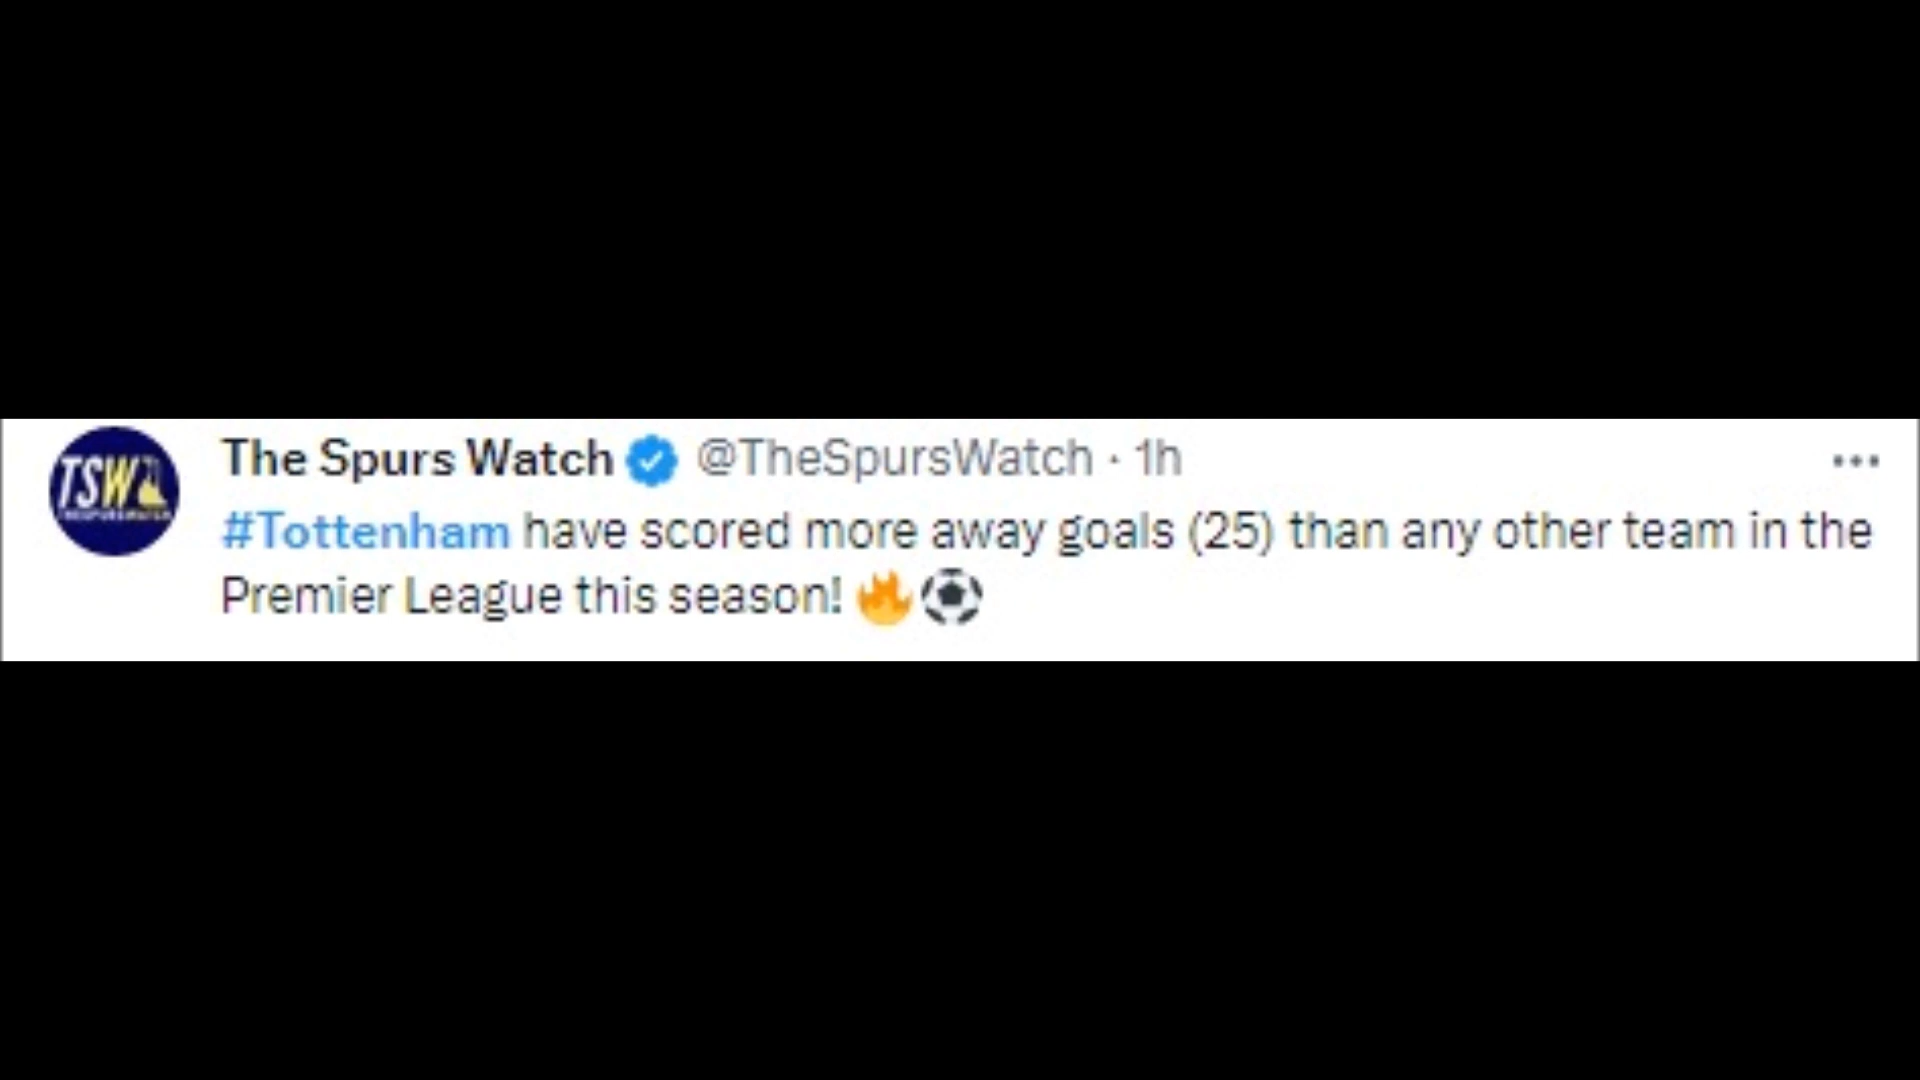 TSW
The Spurs Watch @TheSpursWatch · 1h
#Tottenham have scored more away goals (25) than any other team in the
Premier League this season! 🔥⚽